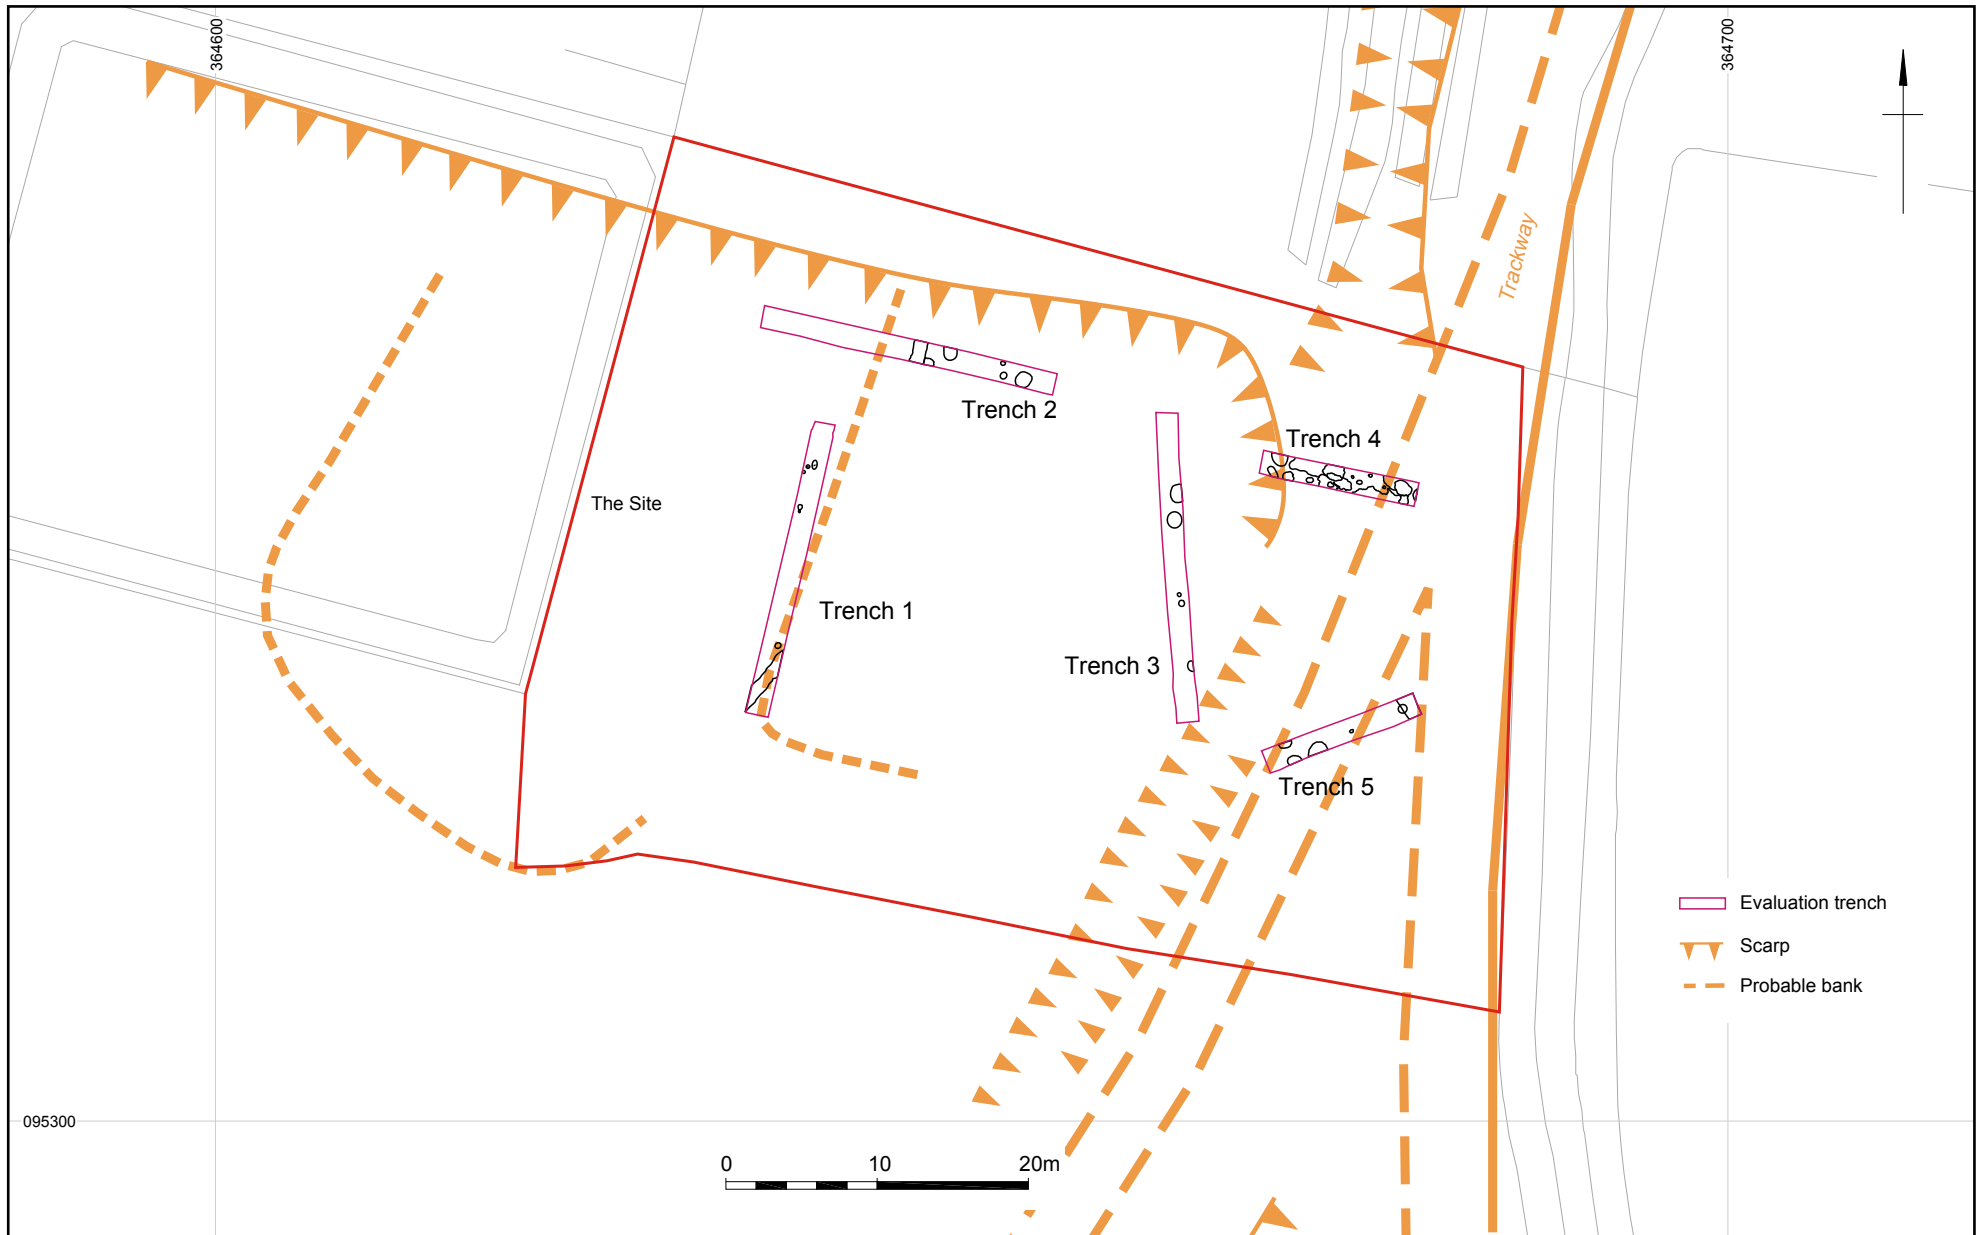 364600
364700
Trackway
Trench 2
Trench 4
The Site
Trench 1
Trench 3
Trench 5
Evaluation trench
Scarp
Probable bank
095300
0 10 20m